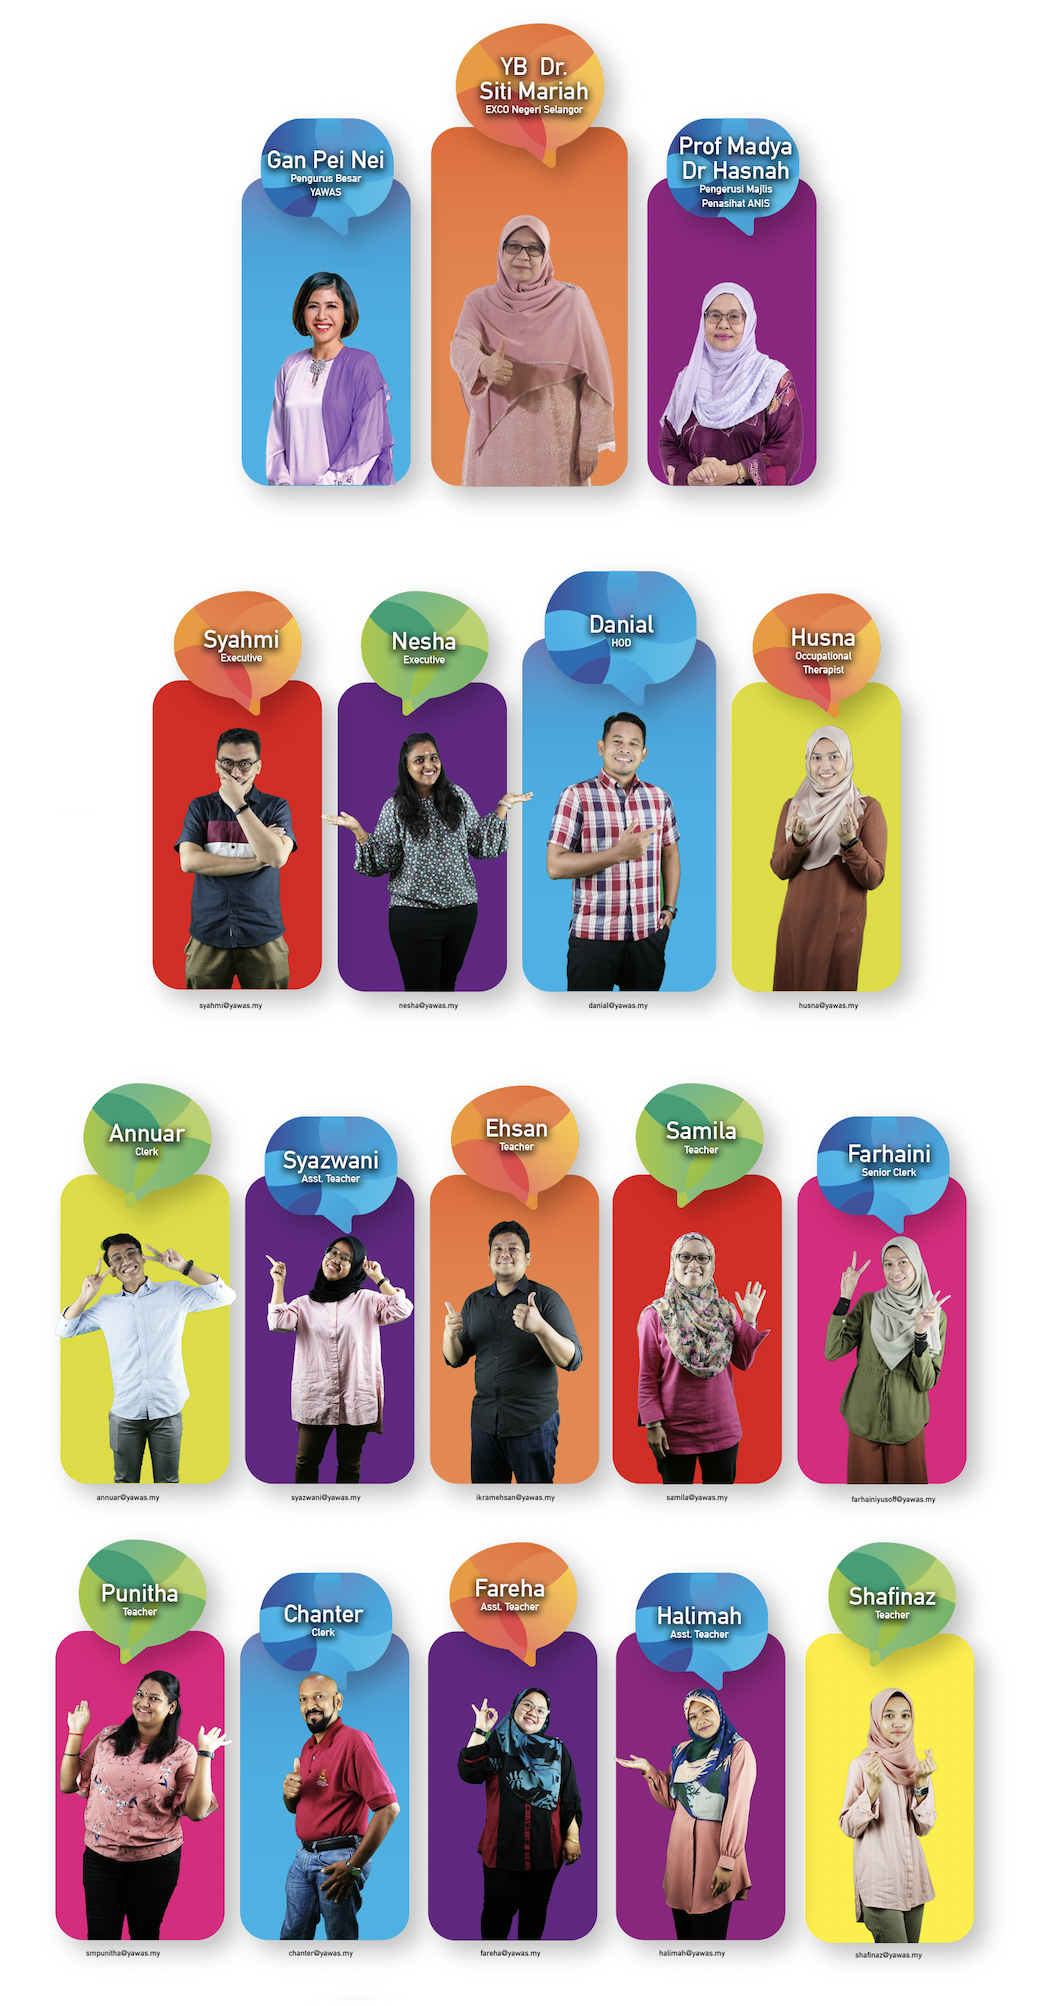 YB Dr.
Siti Mariah
EXCO Negeri Selangor
Gan Pei Nei
Pengurus Besar
YAWAS
Prof Madya
Dr Hasnah
Pengerusi Majlis
Penasihat ANIS
Syahmi
Executive
Nesha
Executive
Danial
HOD
Husna
Occupational
Therapist
syahmi@yawas.my
nesha@yawas.my
danial@yawas.my
husna@yawas.my
Annuar
Clerk
Syazwani
Asst. Teacher
Ehsan
Teacher
Samila
Teacher
Farhaini
Senior Clerk
annuar@yawas.my
syazwani@yawas.my
ikramehsan@yawas.my
samila@yawas.my
farhainiyusoff@yawas.my
Punitha
Teacher
Chanter
Clerk
Fareha
Asst. Teacher
Halimah
Asst. Teacher
Shafinaz
Teacher
smpunitha@yawas.my
chanter@yawas.my
fareha@yawas.my
halimah@yawas.my
shafinaz@yawas.my